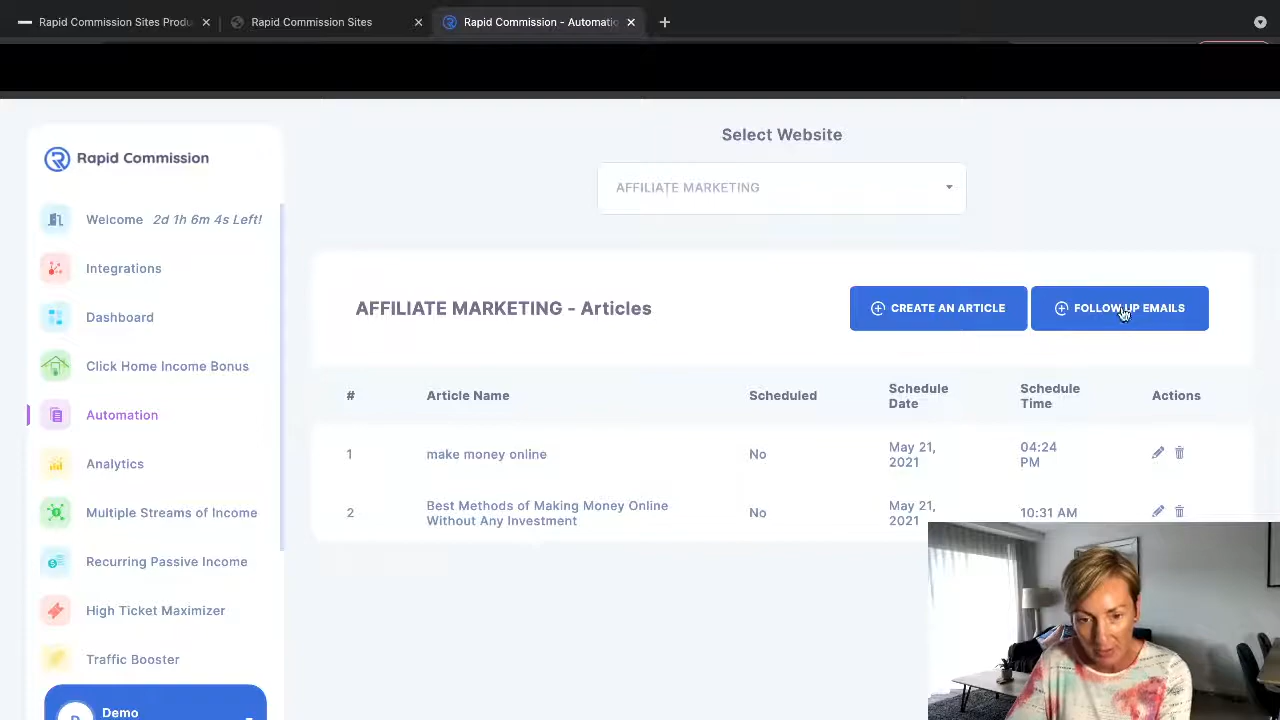 Rapid Commission Sites Produ
Rapid Commission Sites
Rapid Commission - Automatic
Rapid Commission
Welcome 2d 1h 6m 4s Left!
Integrations
Dashboard
Click Home Income Bonus
Automation
Analytics
Multiple Streams of Income
Recurring Passive Income
High Ticket Maximizer
Traffic Booster
D
Demo
Select Website
AFFILIATE MARKETING
AFFILIATE MARKETING - Articles
CREATE AN ARTICLE
FOLLOW UP EMAILS
# Article Name Scheduled Schedule Date Schedule Time Actions
1 make money online No May 21, 2021 04:24 PM
2 Best Methods of Making Money Online Without Any Investment No May 21, 2021 10:31 AM